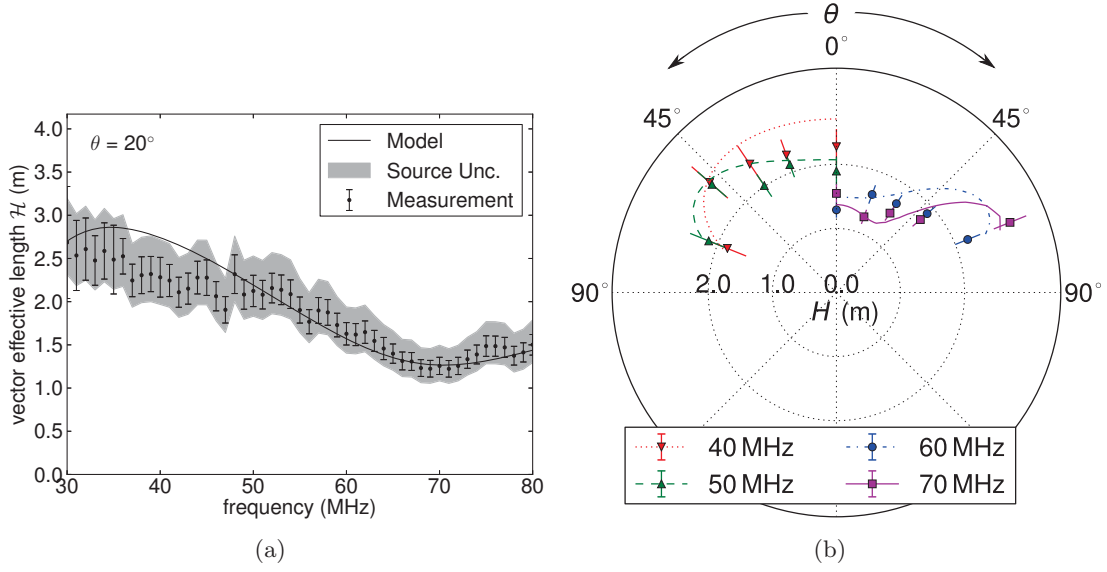 θ = 20°
Model
Source Unc.
Measurement
vector effective length H (m)
4.0
3.5
3.0
2.5
2.0
1.5
1.0
0.5
0.0
30 40 50 60 70 80
frequency (MHz)
(a)
θ
0°
45° 45°
90° 90°
2.0 1.0 0.0
H (m)
40 MHz 60 MHz
50 MHz 70 MHz
(b)